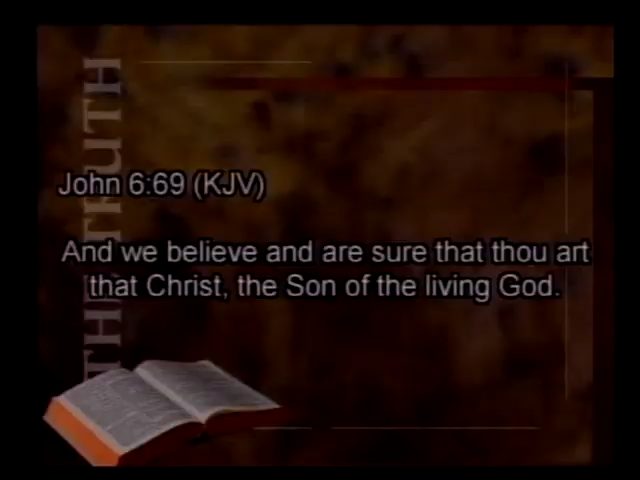 THE TRUTH
John 6:69 (KJV)
And we believe and are sure that thou art
that Christ, the Son of the living God.